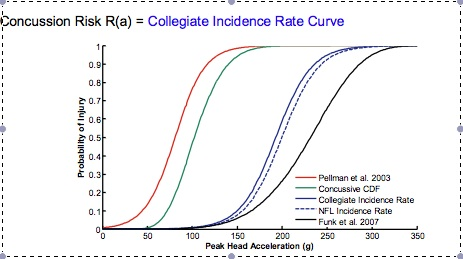 Concussion Risk R(a) = Collegiate Incidence Rate Curve
1
0.9
0.8
0.7
0.6
0.5
0.4
0.3
0.2
0.1
0
Probability of Injury
Pellman et al. 2003
Concussive CDF
Collegiate Incidence Rate
NFL Incidence Rate
Funk et al. 2007
0 50 100 150 200 250 300 350
Peak Head Acceleration (g)